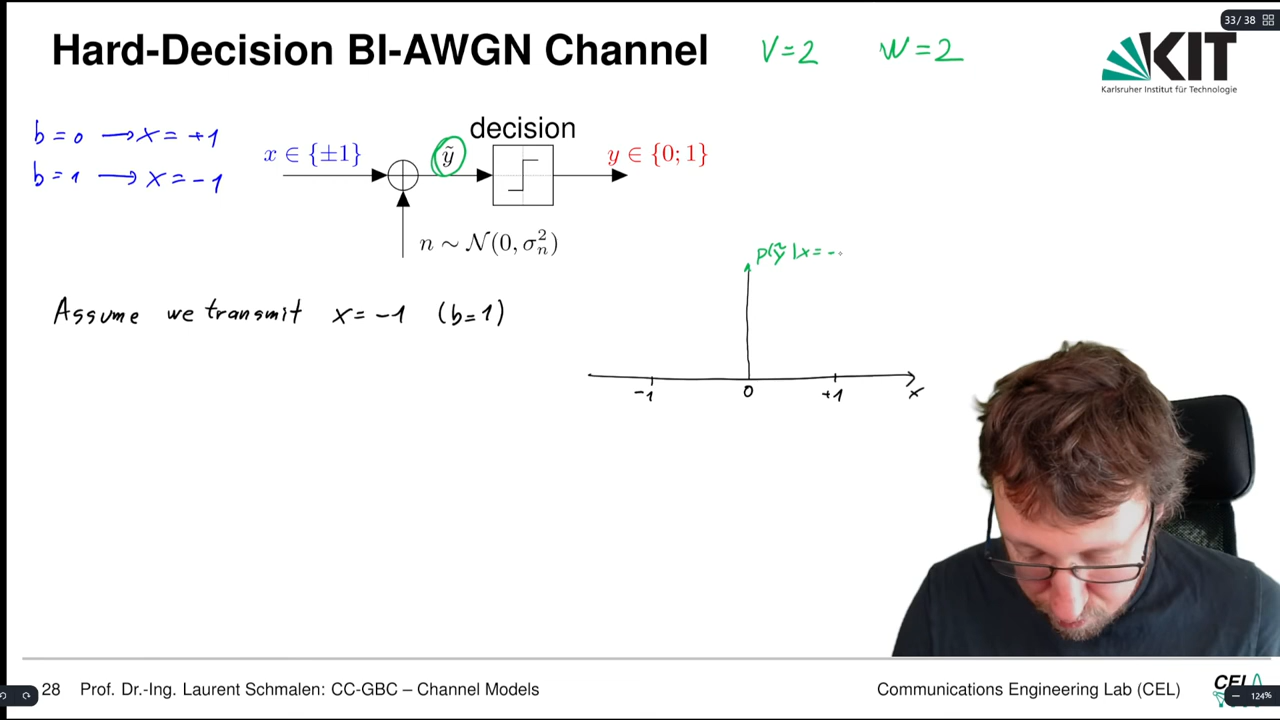 33 / 38
Hard-Decision BI-AWGN Channel
V=2 W=2
KIT
Karlsruher Institut für Technologie
b=0 → x=+1
b=1 → x=-1
decision
x ∈ {±1}
ỹ
y ∈ {0; 1}
n ∼ 𝒩(0, σₙ²)
p(ỹ|x=-
Assume we transmit x=-1 (b=1)
-1 0 +1 x
28 Prof. Dr.-Ing. Laurent Schmalen: CC-GBC – Channel Models
Communications Engineering Lab (CEL)
CEL
124%